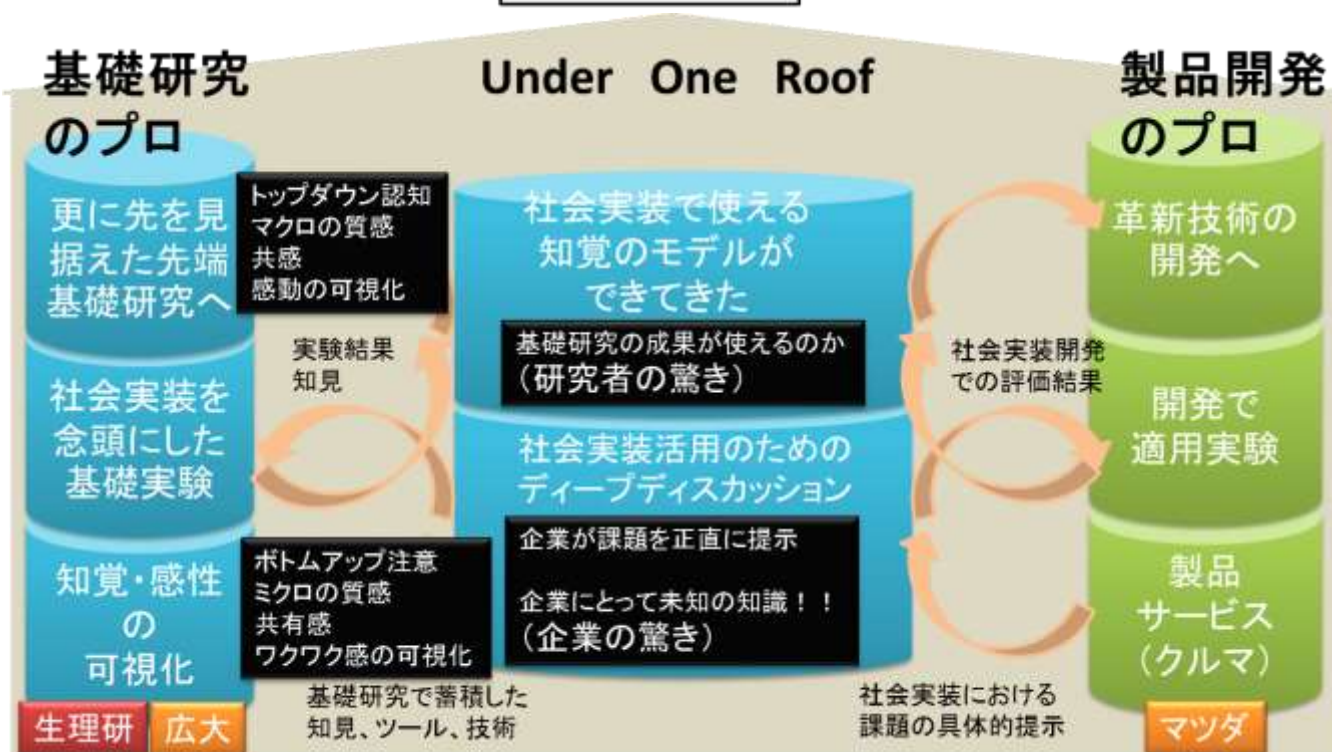 基礎研究
のプロ
Under One Roof
製品開発
のプロ
更に先を見
据えた先端
基礎研究へ
トップダウン認知
マクロの質感
共感
感動の可視化
社会実装で使える
知覚のモデルが
できてきた
基礎研究の成果が使えるのか
（研究者の驚き）
革新技術の
開発へ
実験結果
知見
社会実装開発
での評価結果
社会実装を
念頭にした
基礎実験
社会実装活用のための
ディープディスカッション
開発で
適用実験
知覚・感性
の
可視化
ボトムアップ注意
ミクロの質感
共有感
ワクワク感の可視化
企業が課題を正直に提示
企業にとって未知の知識！！
（企業の驚き）
製品
サービス
（クルマ）
基礎研究で蓄積した
知見、ツール、技術
社会実装における
課題の具体的提示
生理研
広大
マツダ